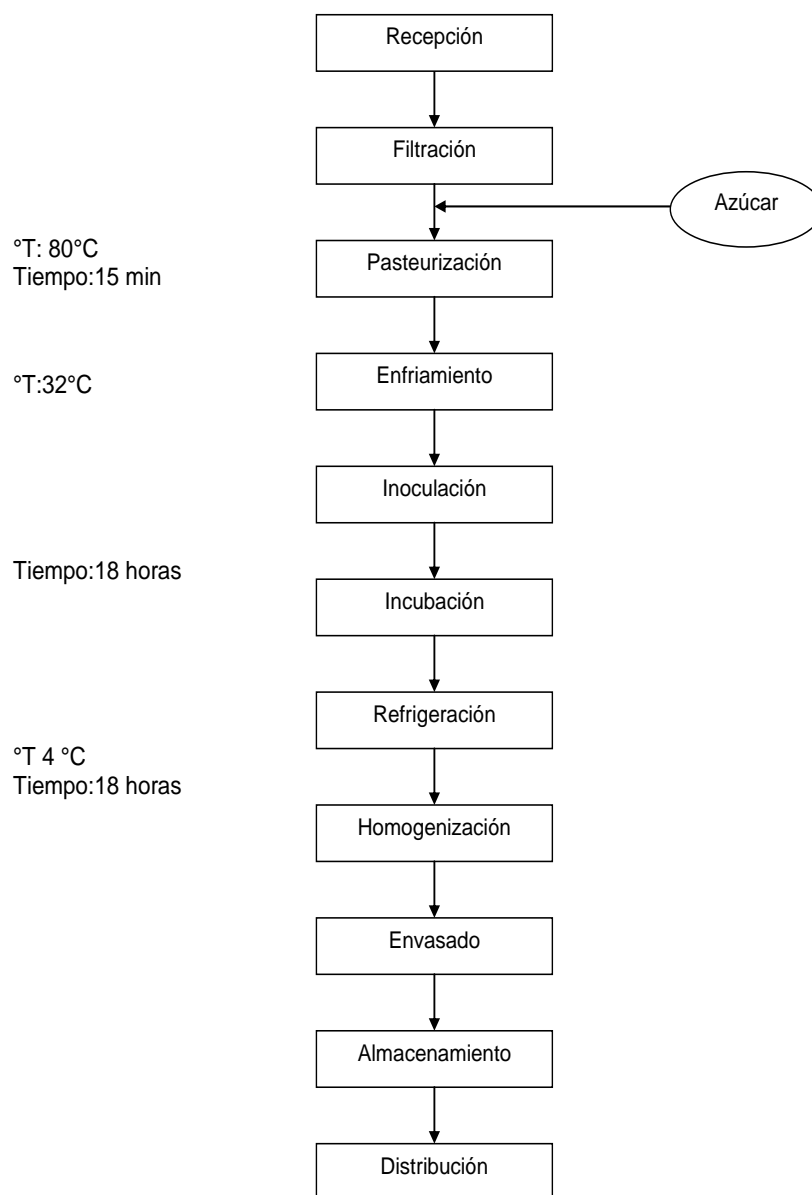 Recepción
Filtración
Azúcar
°T: 80°C
Tiempo:15 min
Pasteurización
°T:32°C
Enfriamiento
Inoculación
Tiempo:18 horas
Incubación
Refrigeración
°T 4 °C
Tiempo:18 horas
Homogenización
Envasado
Almacenamiento
Distribución